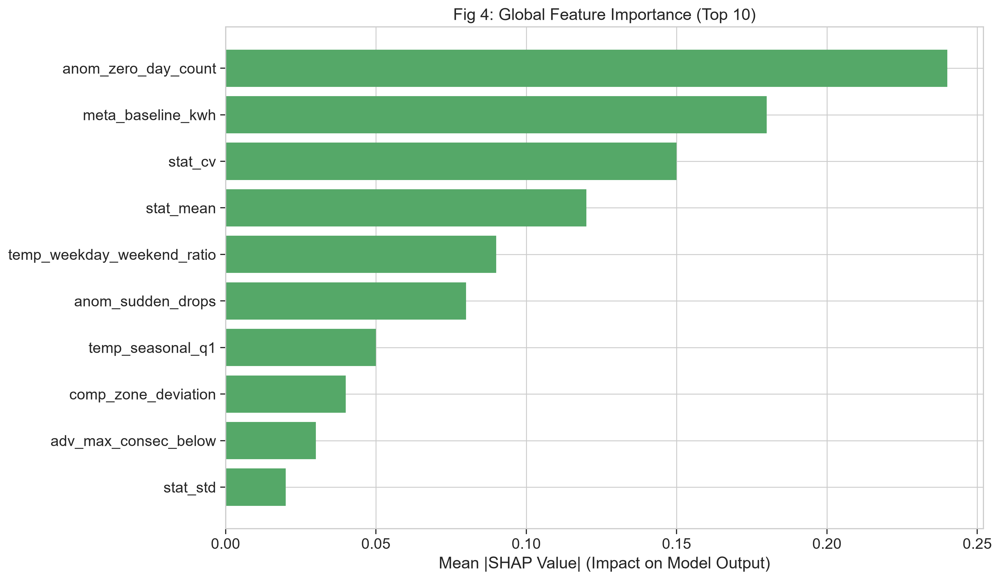 Fig 4: Global Feature Importance (Top 10)
anom_zero_day_count
meta_baseline_kwh
stat_cv
stat_mean
temp_weekday_weekend_ratio
anom_sudden_drops
temp_seasonal_q1
comp_zone_deviation
adv_max_consec_below
stat_std
0.00 0.05 0.10 0.15 0.20 0.25
Mean |SHAP Value| (Impact on Model Output)